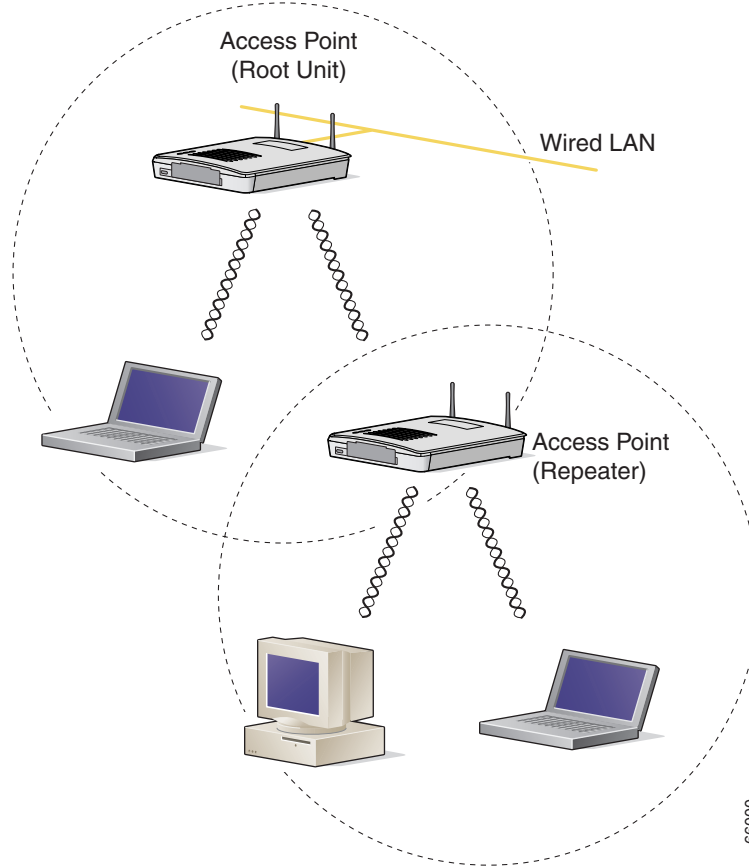 Access Point
(Root Unit)
Wired LAN
Access Point
(Repeater)